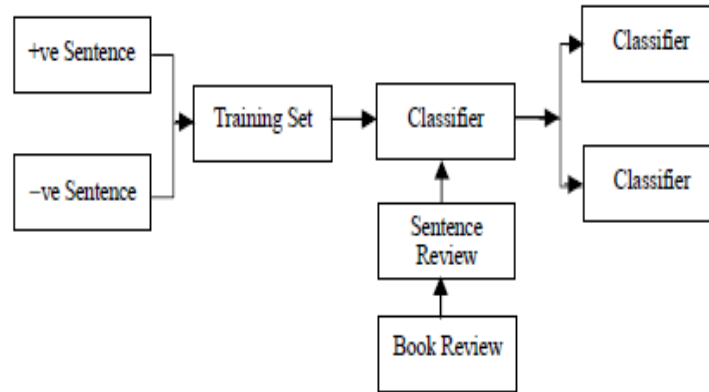 +ve Sentence
−ve Sentence
Training Set
Classifier
Sentence
Review
Book Review
Classifier
Classifier